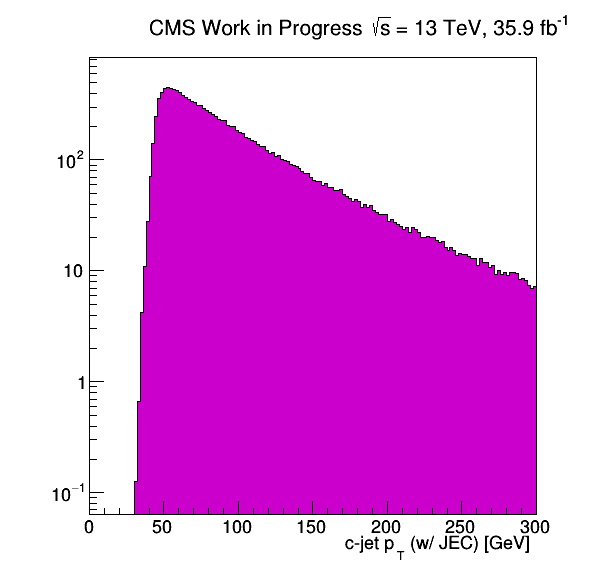 CMS Work in Progress √s = 13 TeV, 35.9 fb⁻¹
10²
10
1
10⁻¹
0 50 100 150 200 250 300
c-jet p_T (w/ JEC) [GeV]